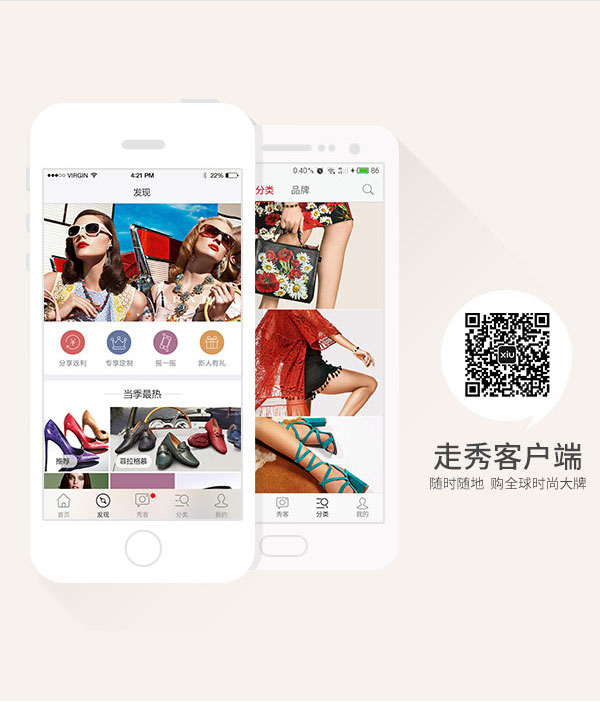 ●●●○○ VIRGIN
4:21 PM
22%
发现
分享返利
专享定制
摇一摇
新人有礼
当季最热
推荐
菲拉格慕
首页
发现
秀客
分类
我的
0.40%
86
分类
品牌
秀客
分类
我的
xiu
走秀客户端
随时随地 购全球时尚大牌